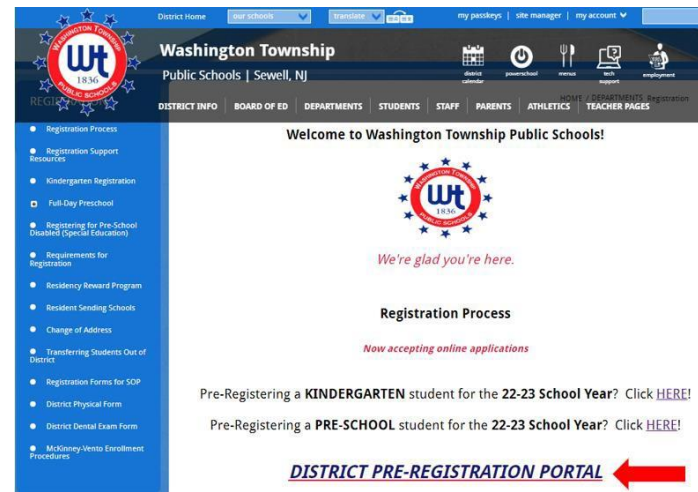 District Home
our schools
translate
my passkeys | site manager | my account
Washington Township
Public Schools | Sewell, NJ
district calendar
powerschool
menus
tech support
employment
WASHINGTON TOWNSHIP
Wt
1836
PUBLIC SCHOOLS
DISTRICT INFO BOARD OF ED DEPARTMENTS STUDENTS STAFF PARENTS ATHLETICS TEACHER PAGES
HOME / DEPARTMENTS Registration
Registration Process
Registration Support
Resources
Kindergarten Registration
Full-Day Preschool
Registering for Pre-School
Disabled (Special Education)
Requirements for
Registration
Residency Reward Program
Resident Sending Schools
Change of Address
Transferring Students Out of
District
Registration Forms for SOP
District Physical Form
District Dental Exam Form
McKinney-Vento Enrollment
Procedures
Welcome to Washington Township Public Schools!
WASHINGTON TOWNSHIP
Wt
1836
PUBLIC SCHOOLS
We're glad you're here.
Registration Process
Now accepting online applications
Pre-Registering a KINDERGARTEN student for the 22-23 School Year? Click HERE!
Pre-Registering a PRE-SCHOOL student for the 22-23 School Year? Click HERE!
DISTRICT PRE-REGISTRATION PORTAL